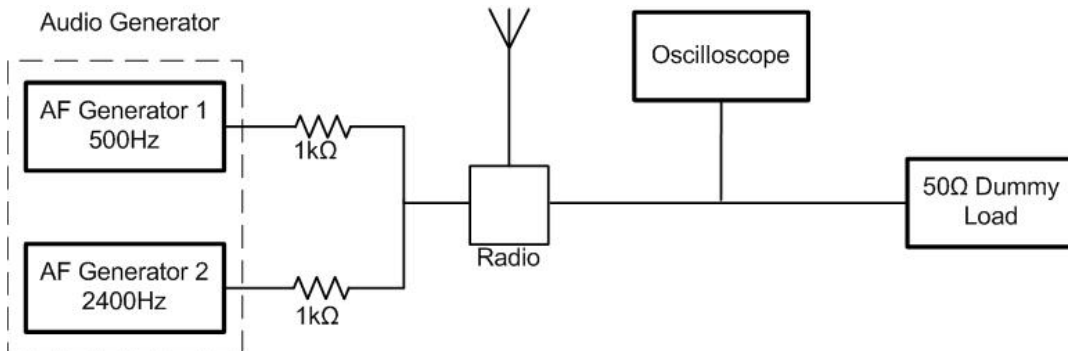 Audio Generator
AF Generator 1
500Hz
1kΩ
AF Generator 2
2400Hz
1kΩ
Radio
Oscilloscope
50Ω Dummy
Load